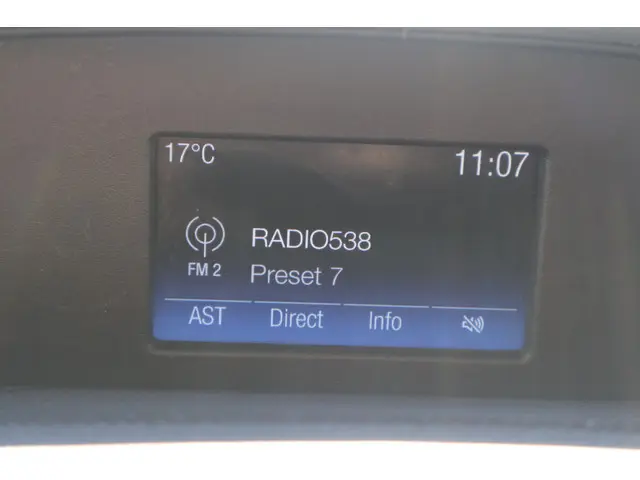 17°C 11:07
RADIO538
FM 2 Preset 7
AST Direct Info